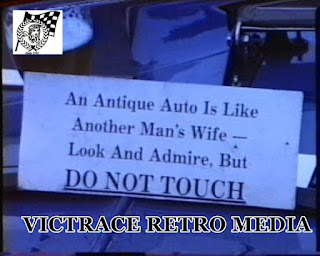 An Antique Auto Is Like
Another Man's Wife —
Look And Admire, But
DO NOT TOUCH
VICTRACE RETRO MEDIA